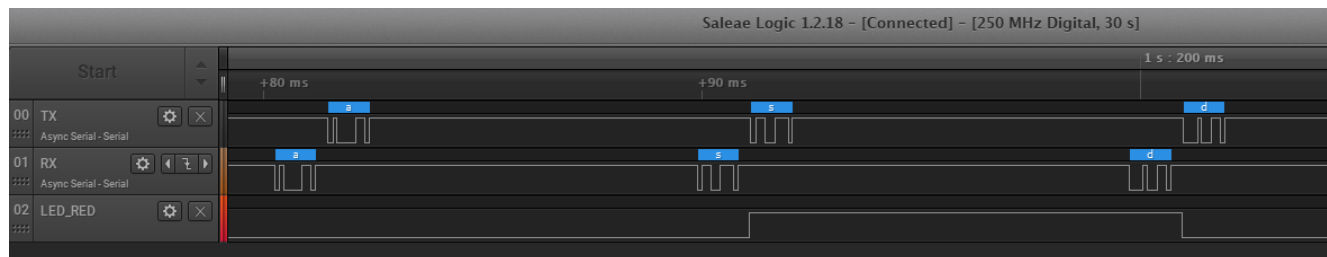 Saleae Logic 1.2.18 - [Connected] - [250 MHz Digital, 30 s]
Start
1 s : 200 ms
+80 ms
+90 ms
00 TX
Async Serial - Serial
a
s
d
01 RX
Async Serial - Serial
a
s
d
02 LED_RED